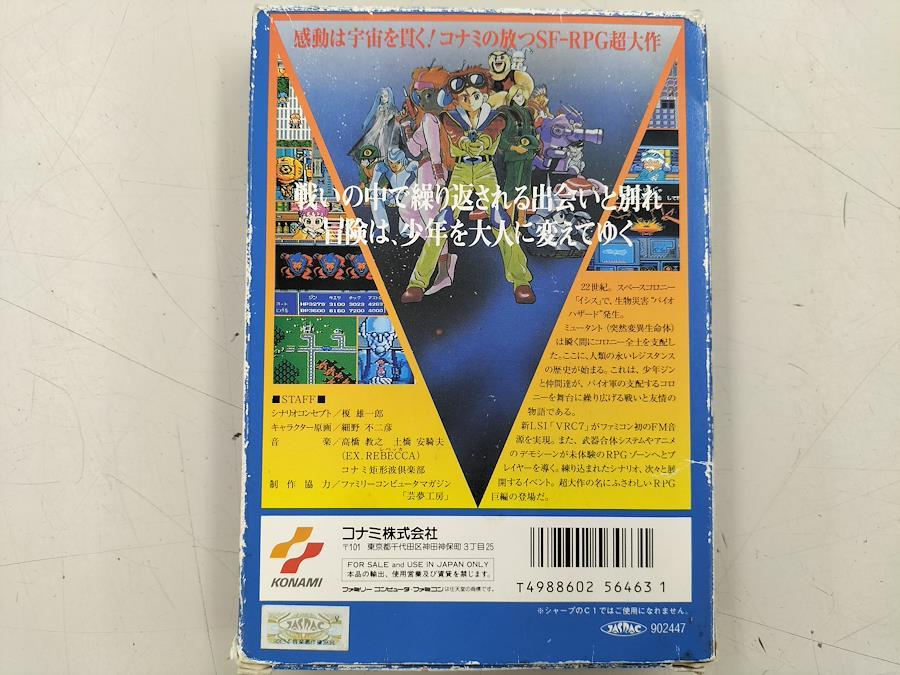 感動は宇宙を貫く!コナミの放つSF-RPG超大作
戦いの中で繰り返される出会いと別れ
冒険は、少年を大人に変えてゆく
ジン
HP3279 3100 3023 4283
BP3600 6160 7200 4000
22世紀。スペースコロニー
「イシス」で、生物災害“バイオ
ハザード”発生。
ミュータント(突然変異生命体)
は瞬く間にコロニー全土を支配し
た。ここに、人類の永いレジスタンス
の歴史が始まる。これは、少年ジン
と仲間達が、バイオ軍の支配するコロ
ニーを舞台に繰り広げる戦いと友情の
物語である。
新LSI「VRC7」がファミコン初のFM音
源を実現。また、武器合体システムやアニメ
のデモシーンが未体験のRPGゾーンへとプ
レイヤーを導く。練り込まれたシナリオ、次々と展
開するイベント。超大作の名にふさわしいRPG
巨編の登場だ。
■STAFF■
シナリオコンセプト/榎 雄一郎
キャラクター原画/細野 不二彦
音 楽/高橋 教之 土橋 安騎夫
レベッカ
(EX. REBECCA)
コナミ矩形波倶楽部
制作協力/ファミリーコンピュータマガジン
「芸夢工房」
KONAMI
コナミ株式会社
〒101 東京都千代田区神田神保町3丁目25
FOR SALE and USE IN JAPAN ONLY
本品の輸出、使用営業及び賃貸を禁じます。
ファミリーコンピュータ・ファミコンは任天堂の商標です。
T4988602 56463 1
※シャープのC1ではご使用になれません。
JASRAC 902447
JASRAC